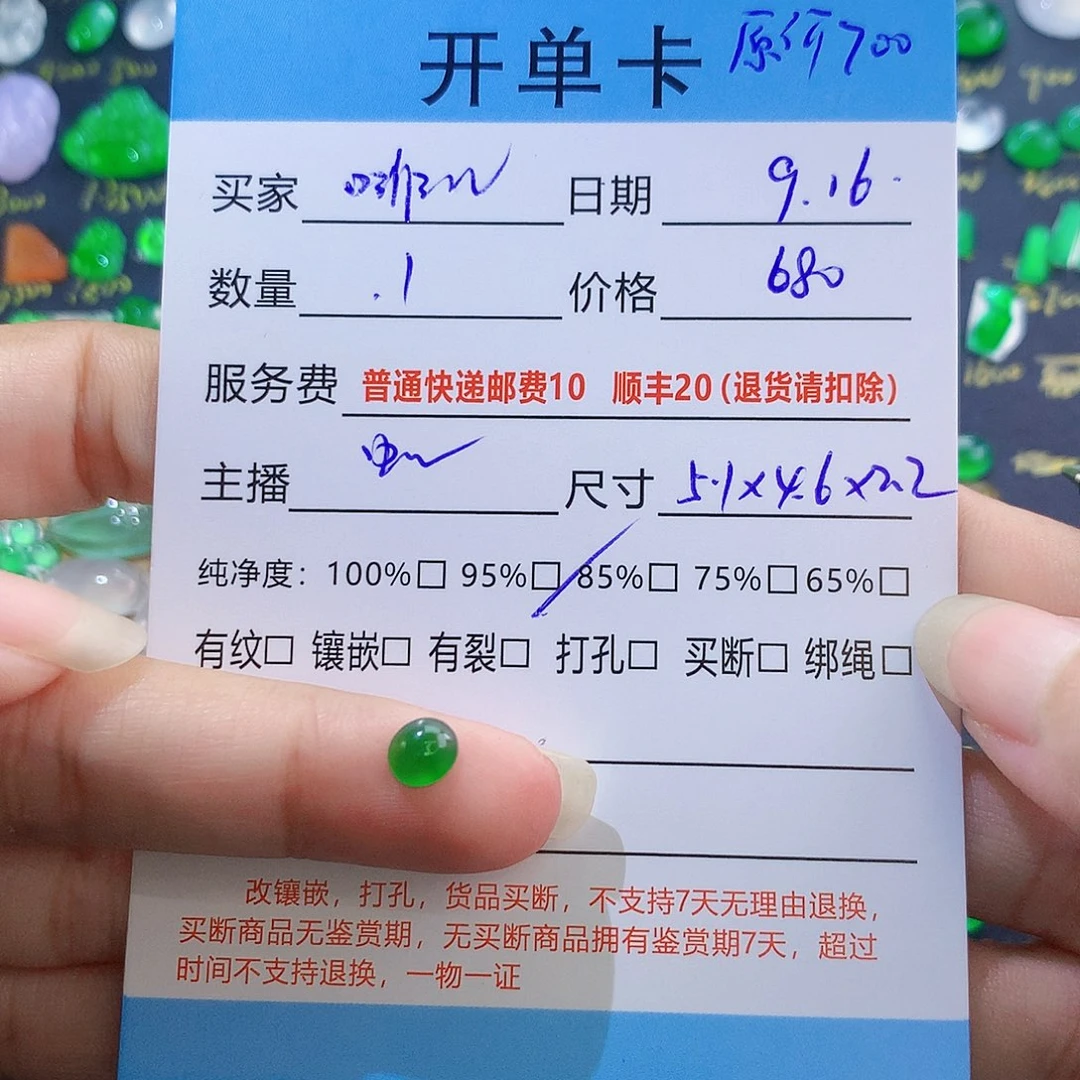 开单卡 原价700
买家 日期 9.16
数量 1 价格 680
服务费 普通快递邮费10 顺丰20(退货请扣除)
主播 尺寸 5.1x4.6x2.2
纯净度: 100%☐ 95%☐ 85%☐ 75%☐ 65%☐
有纹☐ 镶嵌☐ 有裂☐ 打孔☐ 买断☐ 绑绳☐
改镶嵌，打孔，货品买断，不支持7天无理由退换，
买断商品无鉴赏期，无买断商品拥有鉴赏期7天，超过
时间不支持退换，一物一证